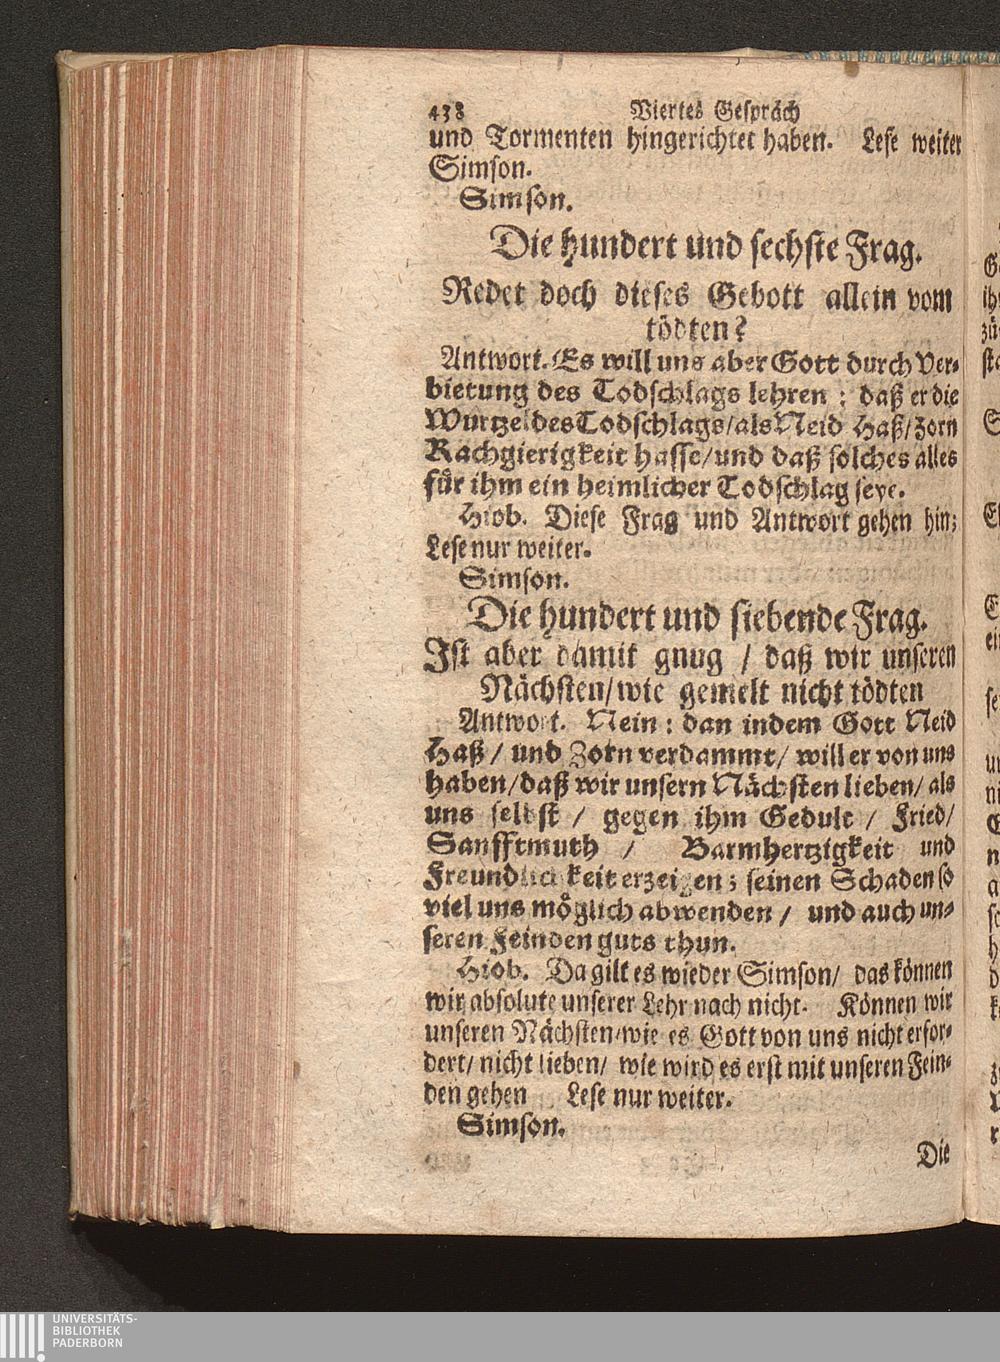 438 Viertes Gespräch
und Tormenten hingerichtet haben. Lese weiter
Simson.
Simson.
Die hundert und sechste Frag.
Redet doch dieses Gebott allein vom
tödten?
Antwort. Es will uns aber Gott durch Ver-
bietung des Todschlags lehren : daß er die
Wurtzel des Todschlags/ als Neid Haß/ Zorn
Rachgierigkeit hasse/ und daß solches alles
für ihm ein heimlicher Todschlag seye.
Hiob. Diese Frag und Antwort gehen hin;
Lese nur weiter.
Simson.
Die hundert und siebende Frag.
Ist aber damit gnug / daß wir unseren
Nächsten/ wie gemelt nicht tödten
Antwort. Nein : dan indem Gott Neid
Haß / und Zorn verdammt/ will er von uns
haben/ daß wir unsern Nächsten lieben/ als
uns selbst / gegen ihm Gedult / Fried/
Sanfftmuth / Barmhertzigkeit und
Freundlichkeit erzeigen; seinen Schaden so
viel uns möglich abwenden / und auch un-
seren Feinden guts thun.
Hiob. Da gilt es wieder Simson/ das können
wir absolute unserer Lehr nach nicht. Können wir
unseren Nächsten/ wie es Gott von uns nicht erfor-
dert/ nicht lieben/ wie wird es erst mit unseren Fein-
den gehen Lese nur weiter.
Simson.
Die
UNIVERSITÄTS-
BIBLIOTHEK
PADERBORN